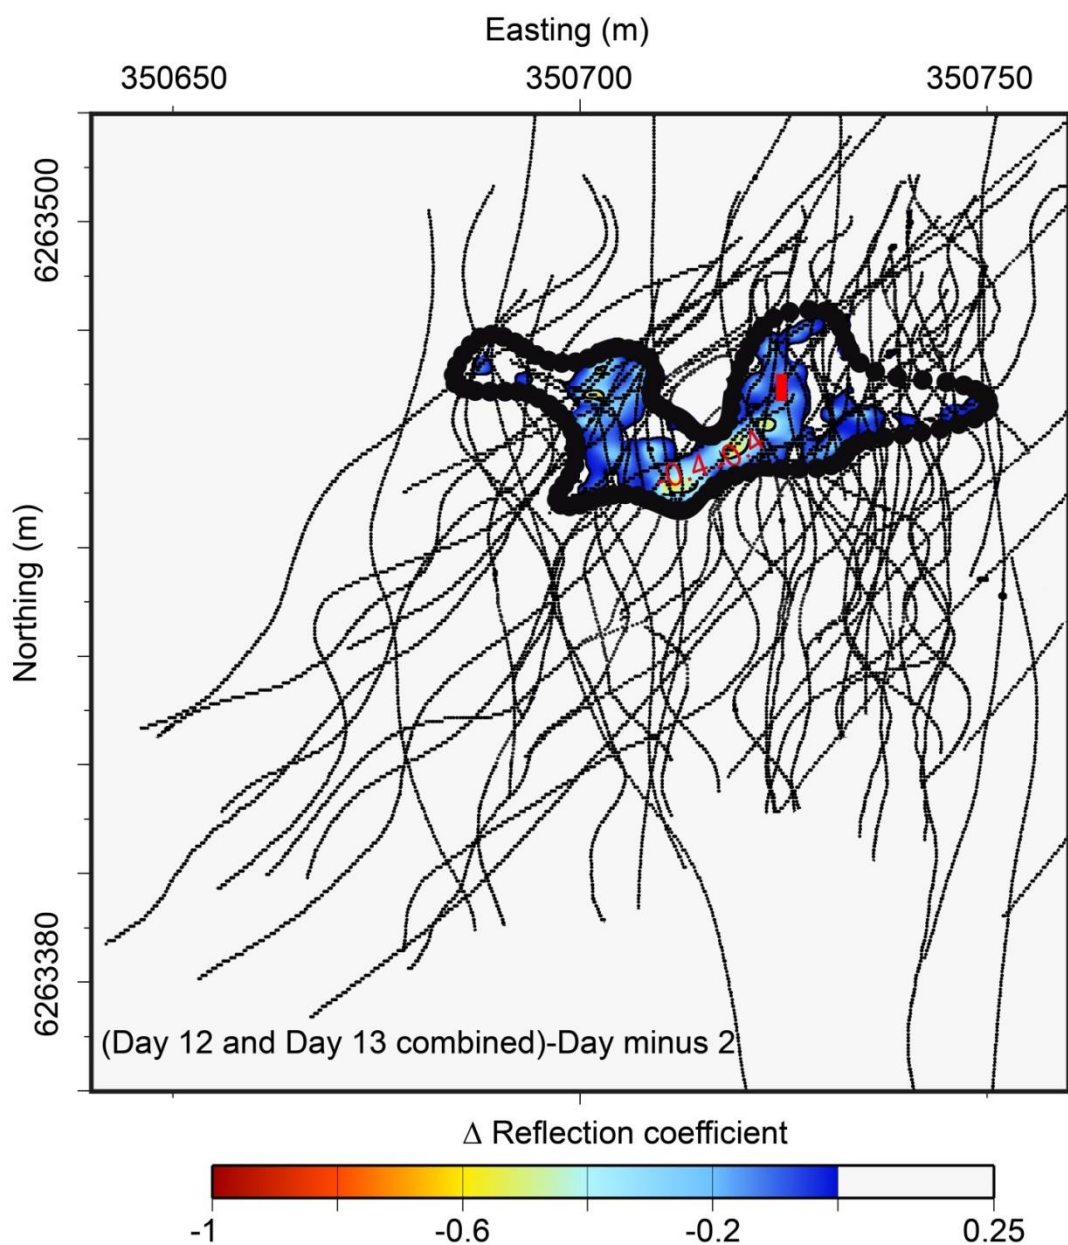 Easting (m)
350650 350700 350750
6263500
Northing (m)
6263380
-0.4 -0.4
(Day 12 and Day 13 combined)-Day minus 2
Δ Reflection coefficient
-1 -0.6 -0.2 0.25